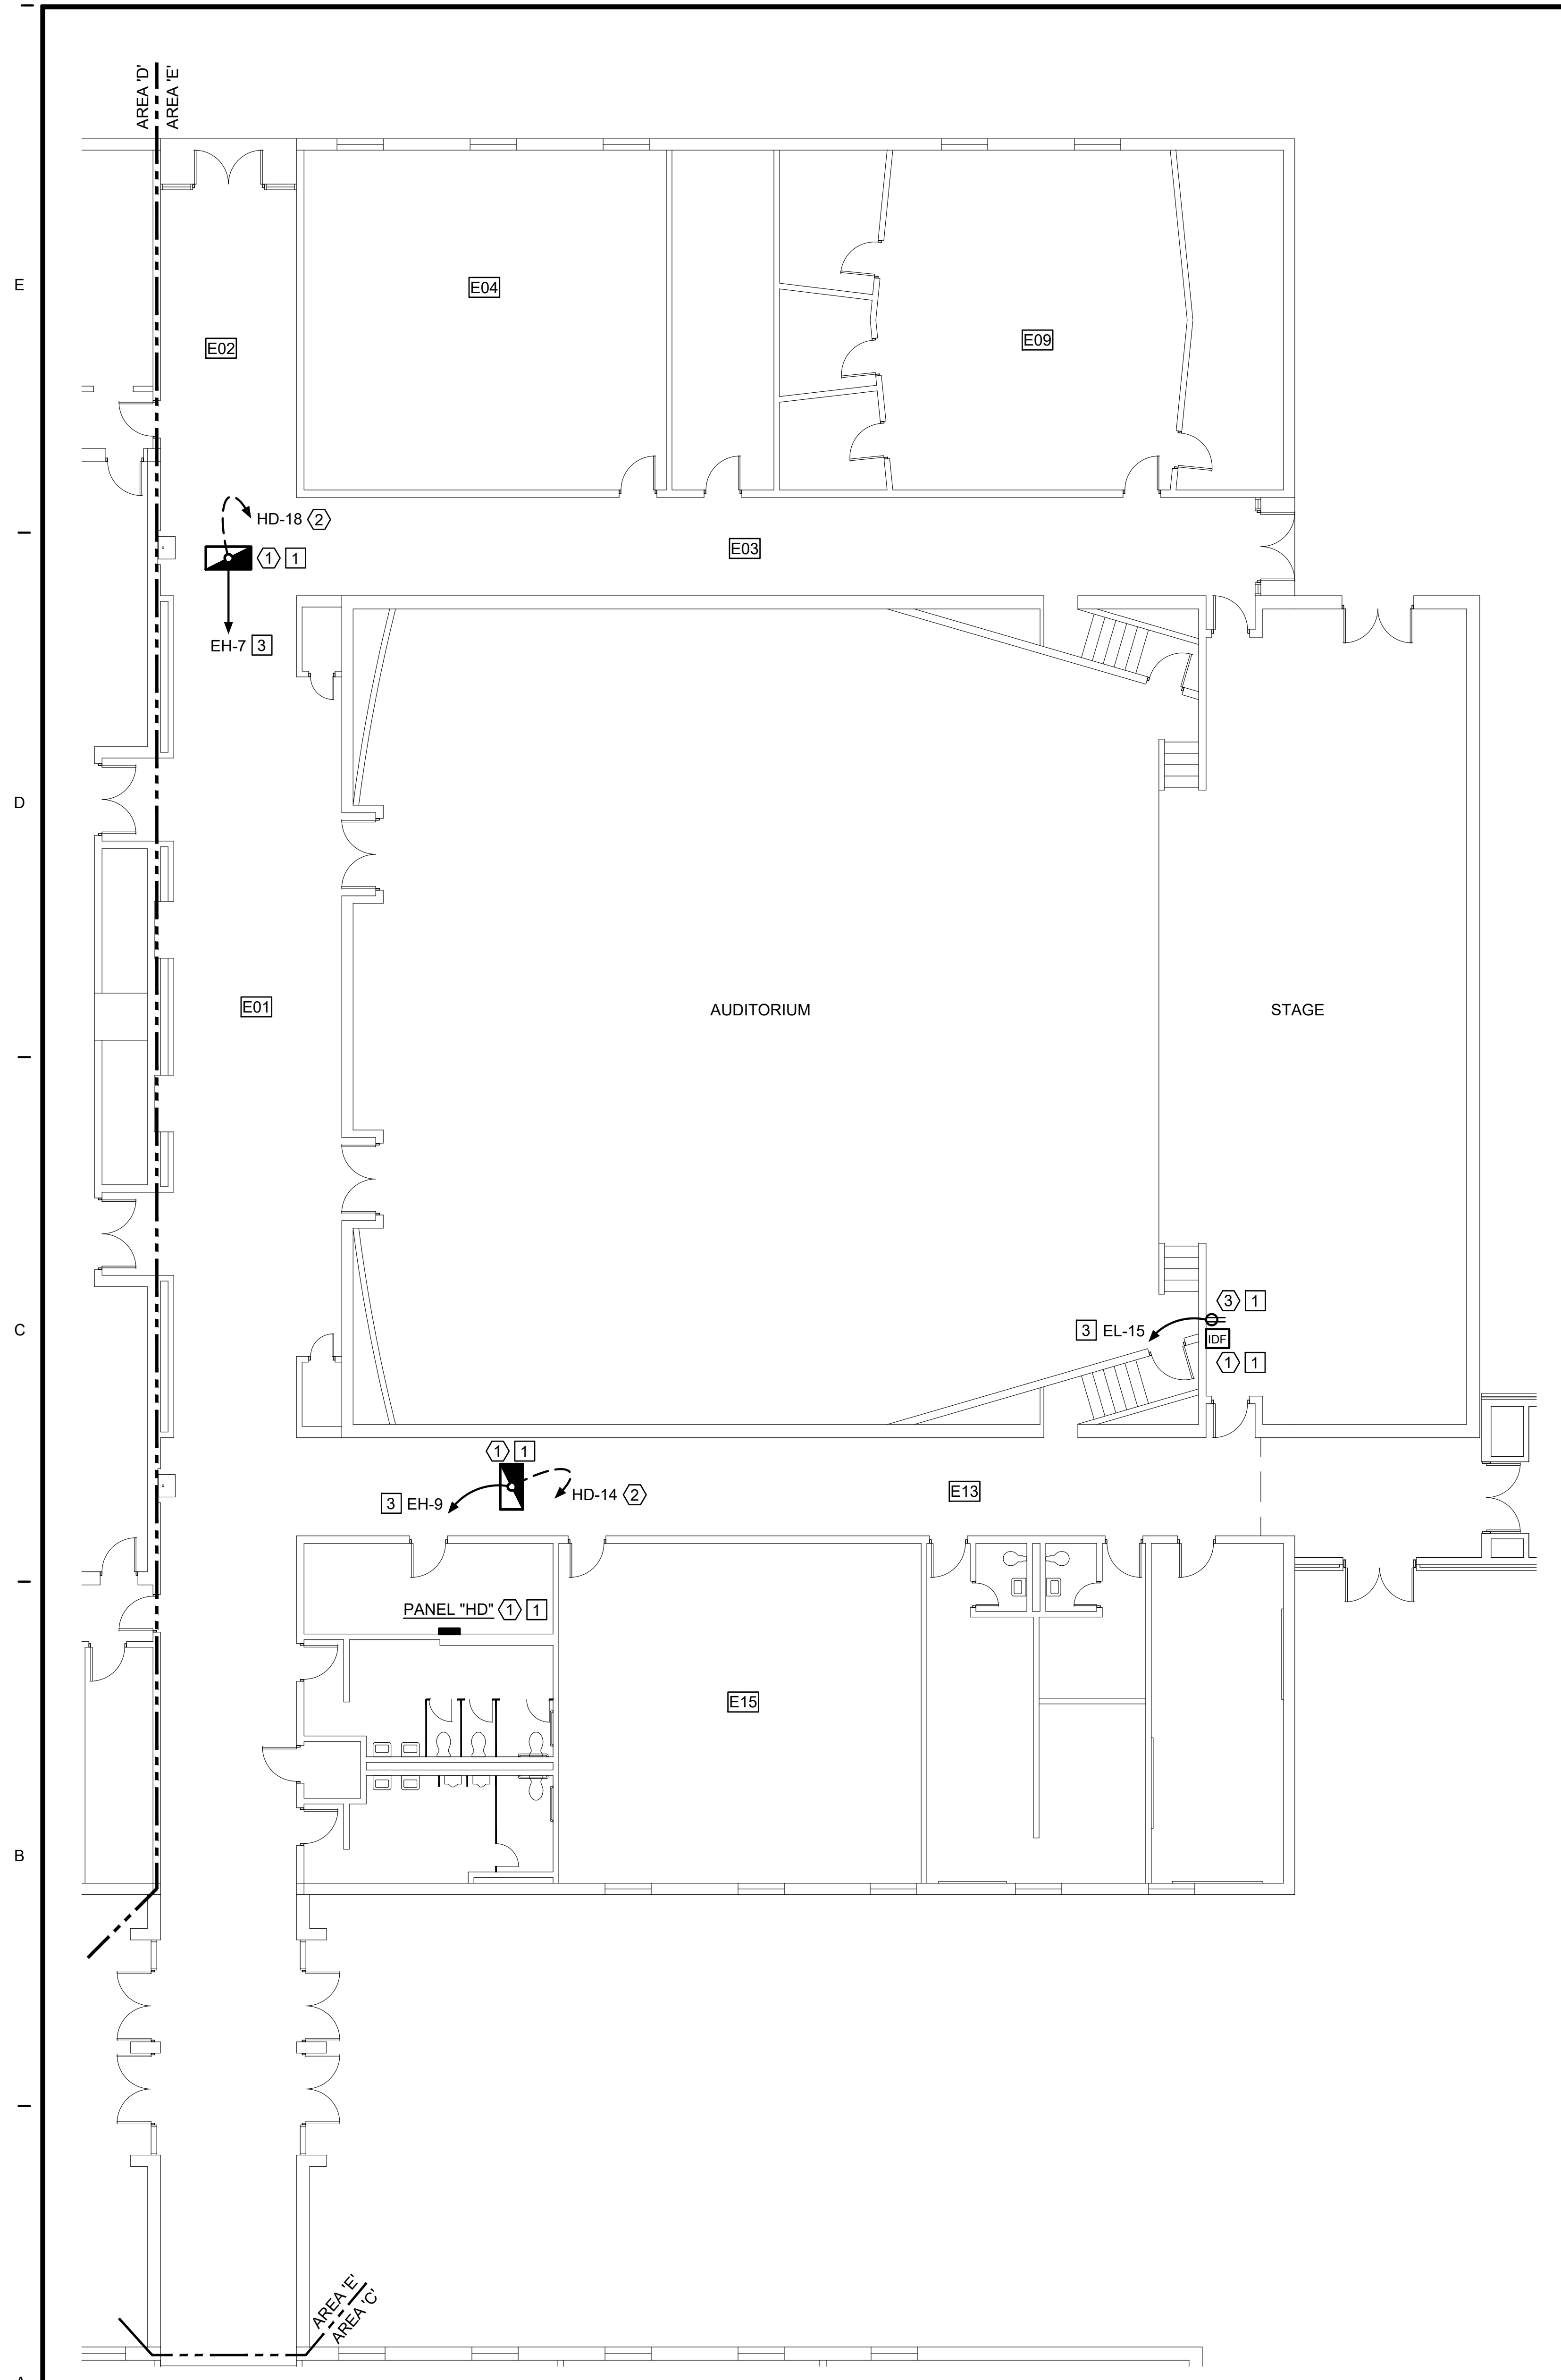 AREA 'D'
AREA 'E'
E
E04
E09
E02
HD-18 2
1 1
E03
EH-7 3
D
E01
AUDITORIUM
STAGE
3 1
C
3 EL-15
IDF
1 1
1 1
3 EH-9
HD-14 2
E13
PANEL "HD" 1 1
E15
B
AREA 'E'
AREA 'C'